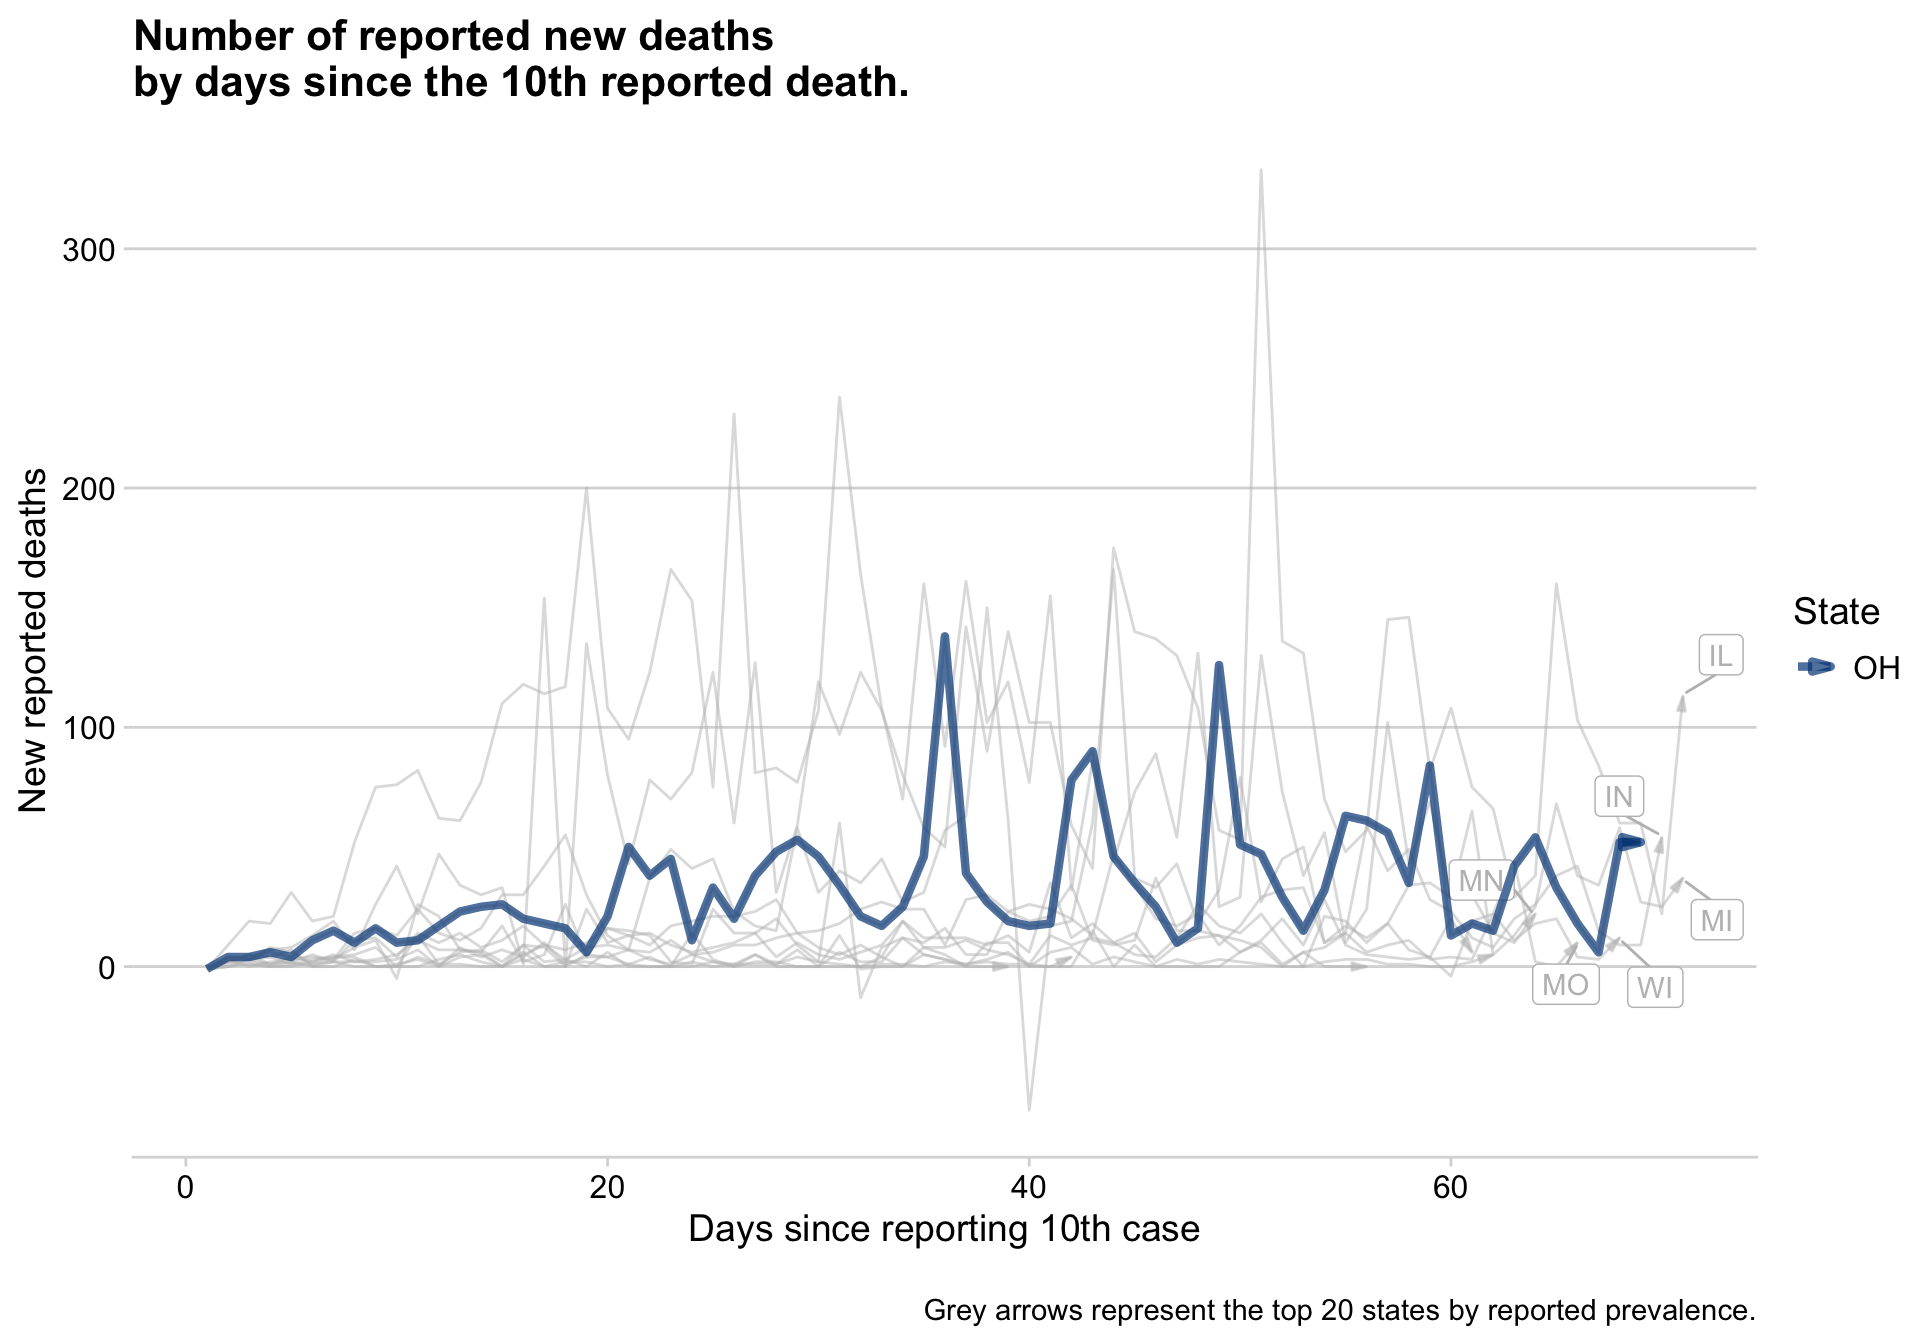 Number of reported new deaths
by days since the 10th reported death.
300
200
100
0
New reported deaths
0
20
40
60
Days since reporting 10th case
IL
IN
MN
MI
MO
WI
State
OH
Grey arrows represent the top 20 states by reported prevalence.